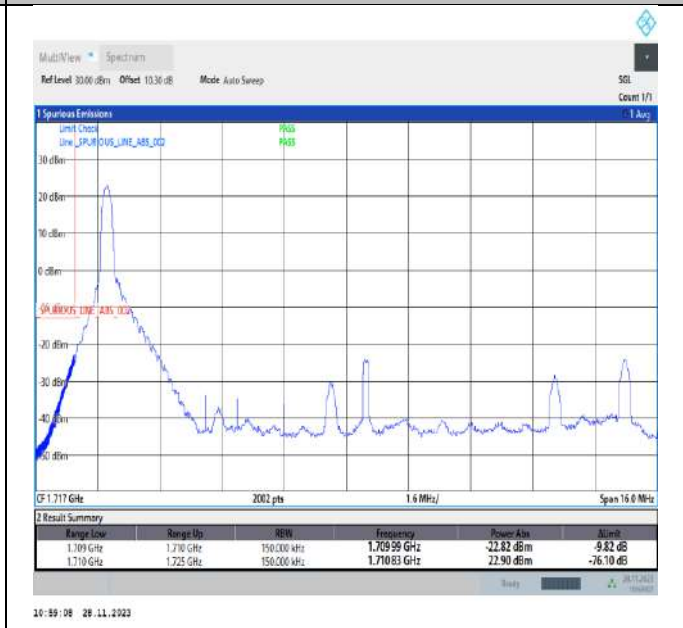 MultiView Spectrum
Ref Level 30.00 dBm Offset 10.30 dB Mode Auto Sweep SGL
Count 1/1
1 Spurious Emissions 1 Avg
Limit Check PASS
Line _SPURIOUS_LINE_ABS_002 PASS
30 dBm
20 dBm
10 dBm
0 dBm
SPURIOUS_LINE_ABS_002
-20 dBm
-30 dBm
-40 dBm
-50 dBm
CF 1.717 GHz 2002 pts 1.6 MHz/ Span 16.0 MHz
2 Result Summary
Range Low Range Up RBW Frequency Power Abs ΔLimit
1.709 GHz 1.710 GHz 150.000 kHz 1.70999 GHz -22.82 dBm -9.82 dB
1.710 GHz 1.725 GHz 150.000 kHz 1.71083 GHz 22.90 dBm -76.10 dB
Ready 28.11.2023
10:59:08 28.11.2023